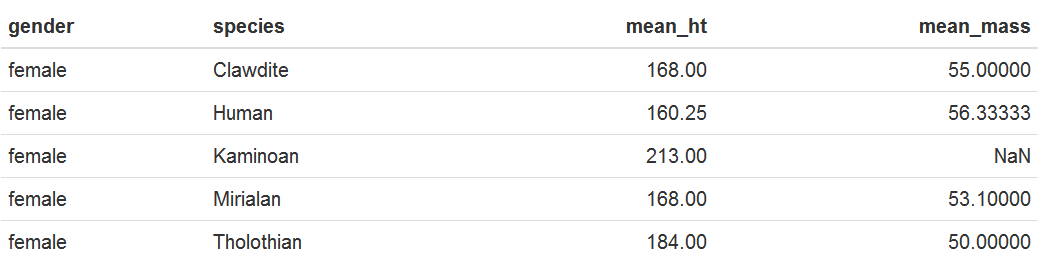 gender species mean_ht mean_mass
female Clawdite 168.00 55.00000
female Human 160.25 56.33333
female Kaminoan 213.00 NaN
female Mirialan 168.00 53.10000
female Tholothian 184.00 50.00000